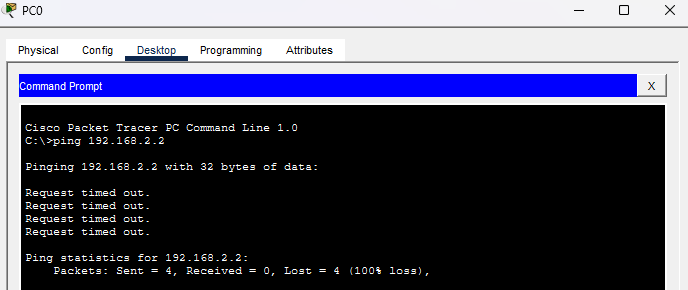 PC0
Physical Config Desktop Programming Attributes
Command Prompt X
Cisco Packet Tracer PC Command Line 1.0
C:\>ping 192.168.2.2
Pinging 192.168.2.2 with 32 bytes of data:
Request timed out.
Request timed out.
Request timed out.
Request timed out.
Ping statistics for 192.168.2.2:
Packets: Sent = 4, Received = 0, Lost = 4 (100% loss),